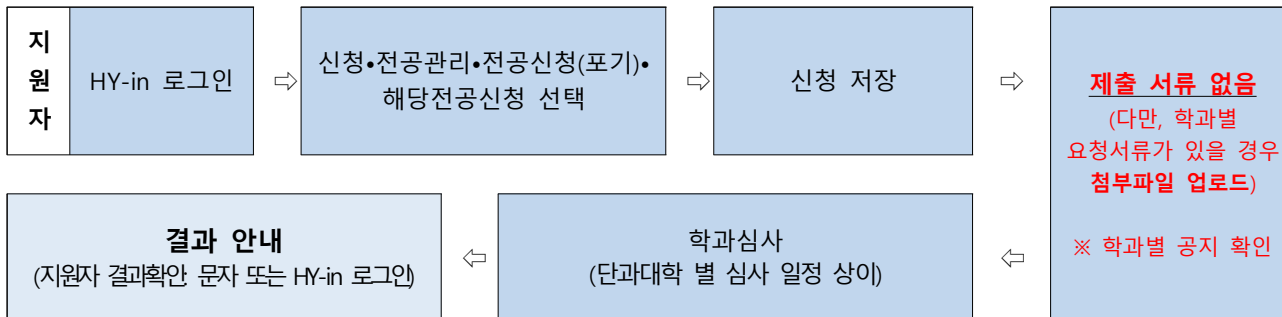 지
원
자
HY-in 로그인
⇨
신청•전공관리•전공신청(포기)•
해당전공신청 선택
⇨
신청 저장
⇨
제출 서류 없음
(다만, 학과별
요청서류가 있을 경우
첨부파일 업로드)
※ 학과별 공지 확인
⇦
학과심사
(단과대학 별 심사 일정 상이)
⇦
결과 안내
(지원자 결과확인: 문자 또는 HY-in 로그인)